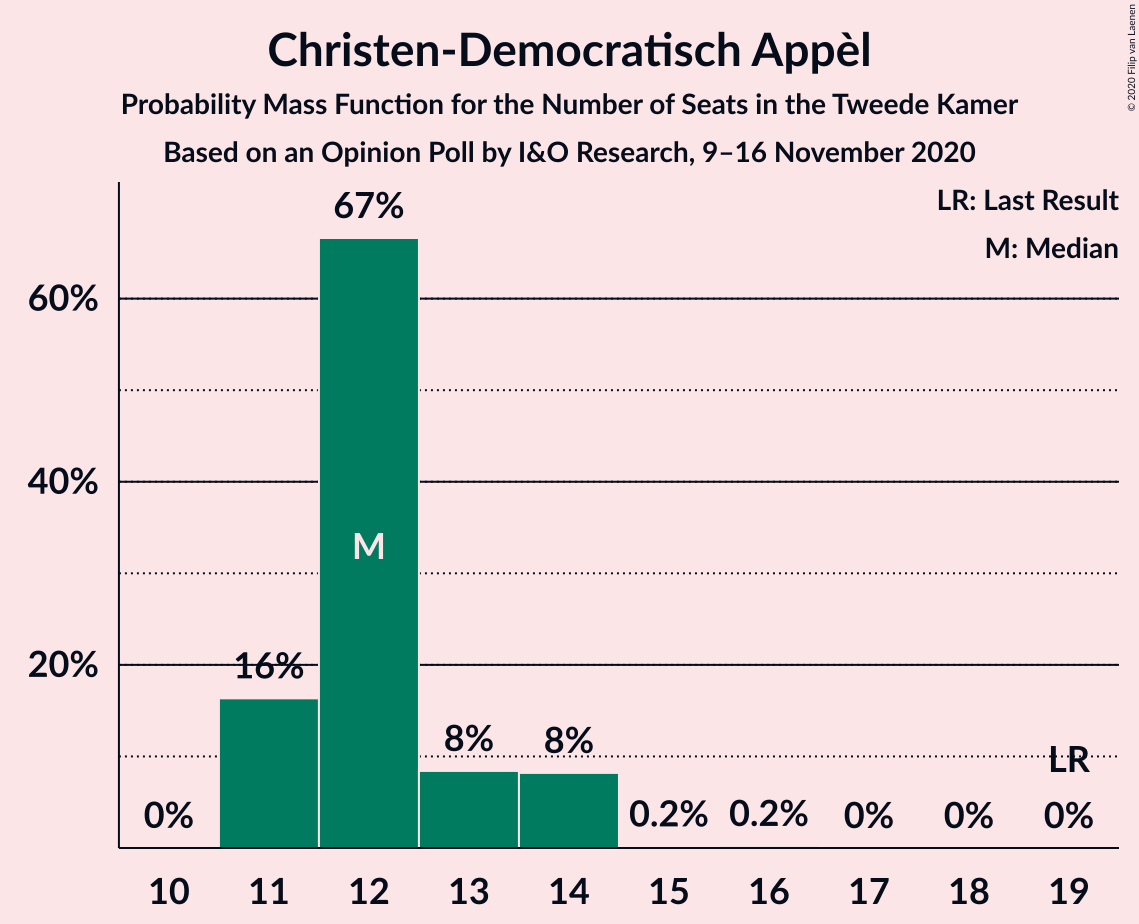 Christen-Democratisch Appèl
Probability Mass Function for the Number of Seats in the Tweede Kamer
Based on an Opinion Poll by I&O Research, 9–16 November 2020
© 2020 Filip van Laenen
LR: Last Result
M: Median
67%
60%
40%
M
20%
16%
8%
8%
LR
0%
0.2%
0.2%
0%
0%
0%
10
11
12
13
14
15
16
17
18
19